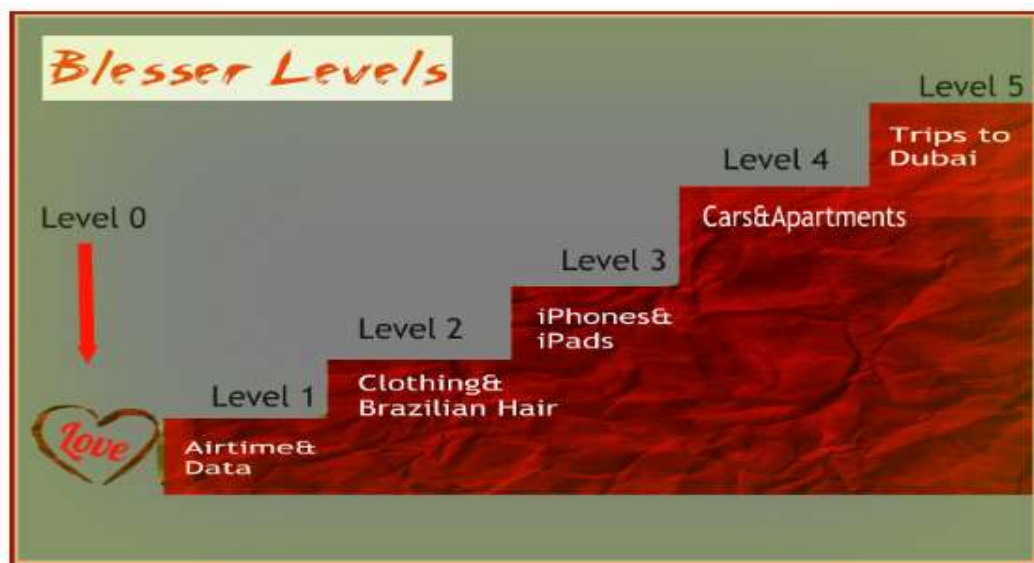 Blesser Levels
Level 5
Trips to
Dubai
Level 4
Cars&Apartments
Level 0
Level 3
iPhones&
iPads
Level 2
Clothing&
Brazilian Hair
Level 1
Airtime&
Data
Love